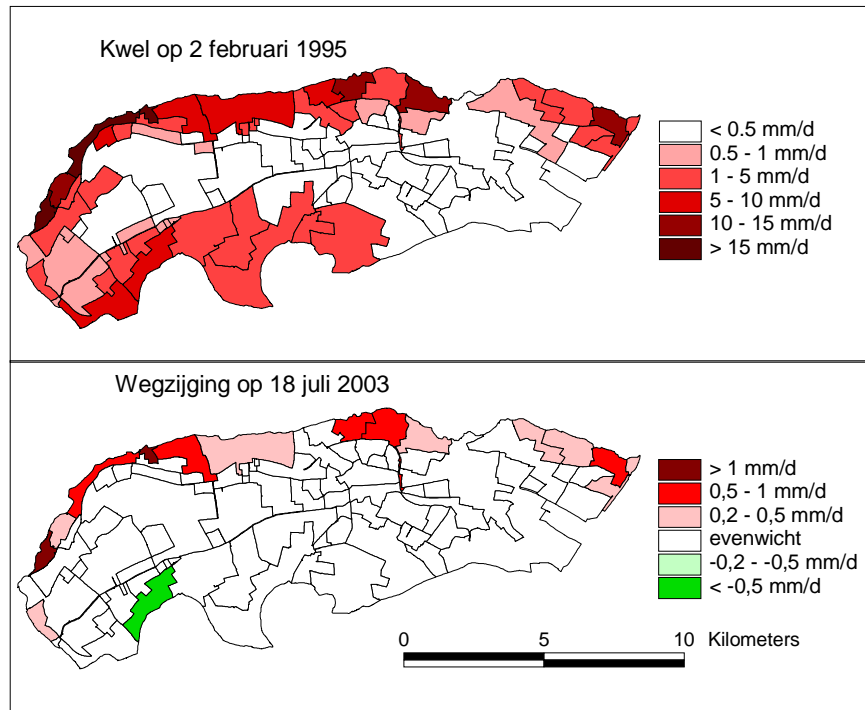 Kwel op 2 februari 1995
< 0.5 mm/d
0.5 - 1 mm/d
1 - 5 mm/d
5 - 10 mm/d
10 - 15 mm/d
> 15 mm/d
Wegzijging op 18 juli 2003
> 1 mm/d
0,5 - 1 mm/d
0,2 - 0,5 mm/d
evenwicht
-0,2 - -0,5 mm/d
< -0,5 mm/d
0 5 10 Kilometers